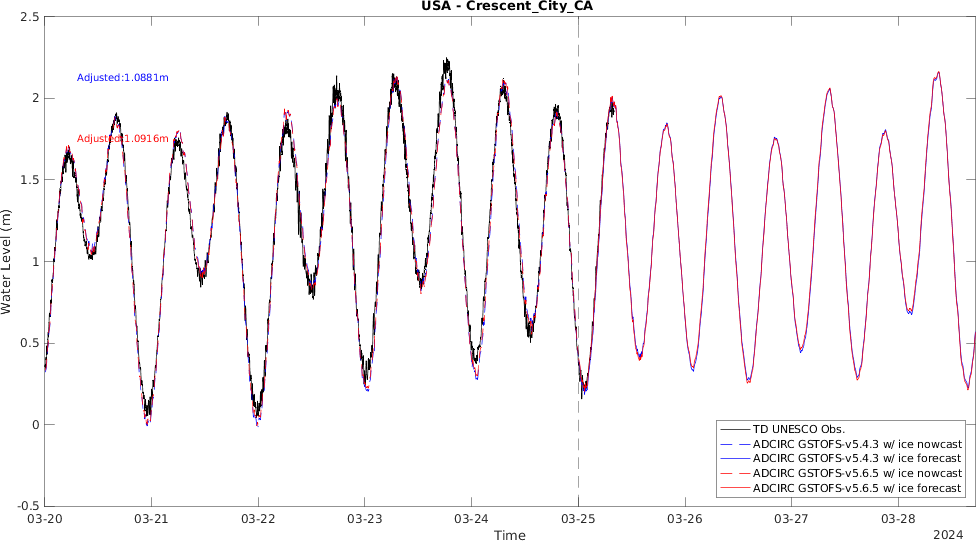 USA - Crescent_City_CA
2.5
2
1.5
1
0.5
0
-0.5
Water Level (m)
Adjusted:1.0881m
Adjusted:1.0916m
TD UNESCO Obs.
ADCIRC GSTOFS-v5.4.3 w/ ice nowcast
ADCIRC GSTOFS-v5.4.3 w/ ice forecast
ADCIRC GSTOFS-v5.6.5 w/ ice nowcast
ADCIRC GSTOFS-v5.6.5 w/ ice forecast
03-20 03-21 03-22 03-23 03-24 03-25 03-26 03-27 03-28
Time
2024